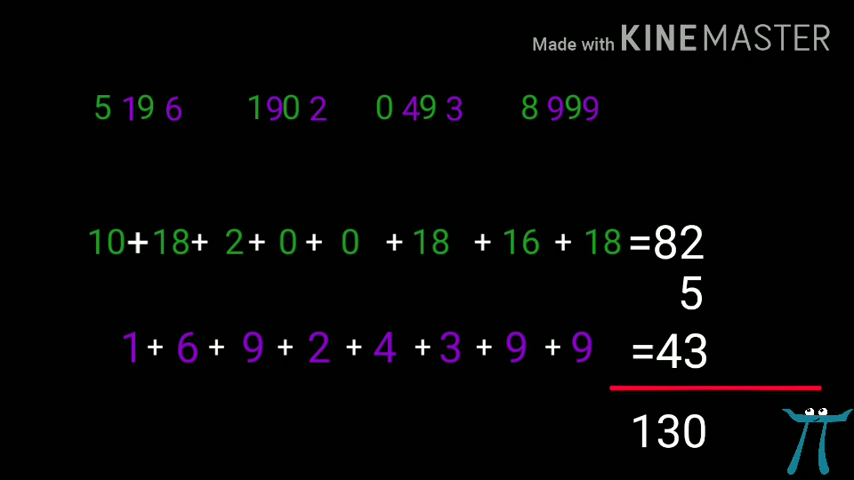 Made with KINEMASTER
5 19 6 190 2 0 49 3 8 999
10+18+ 2+ 0+ 0 +18 + 16 + 18 =82
5
1+ 6+ 9+ 2 + 4 +3 + 9 + 9 =43
130